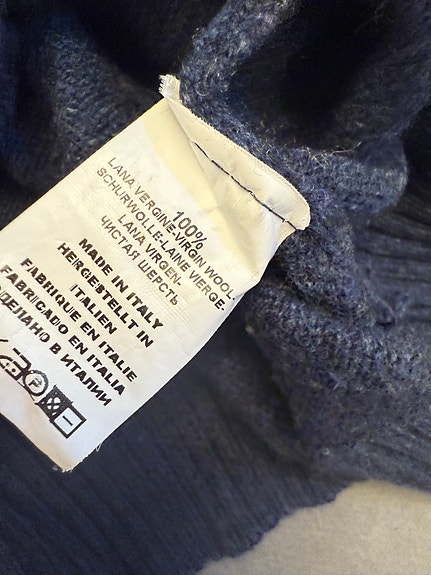 100%
LANA VERGINE-VIRGIN WOOL-
SCHURWOLLE-LAINE VIERGE-
LANA VIRGEN-
ЧИСТАЯ ШЕРСТЬ
MADE IN ITALY
HERGESTELLT IN
ITALIEN
FABRIQUE EN ITALIE
FABRICADO EN ITALIA
СДЕЛАНО В ИТАЛИИ
P